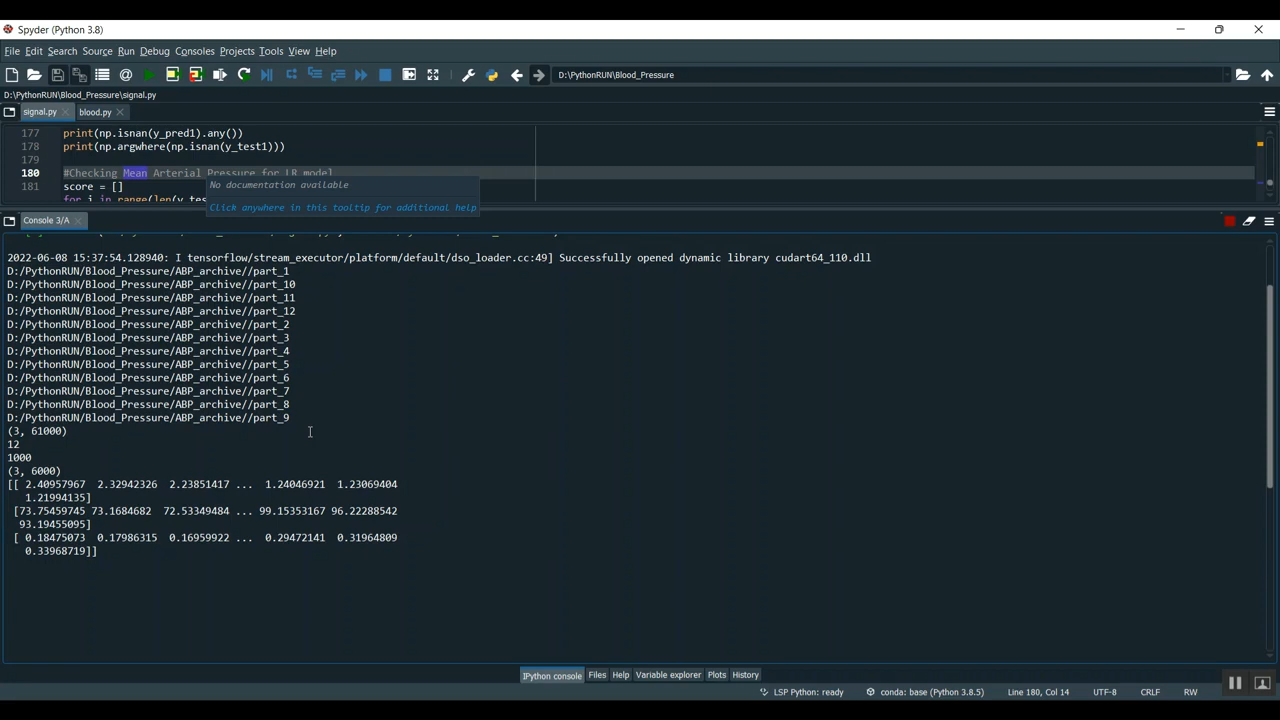 Spyder (Python 3.8)
File Edit Search Source Run Debug Consoles Projects Tools View Help
D:\PythonRUN\Blood_Pressure
D:\PythonRUN\Blood_Pressure\signal.py
signal.py blood.py
177 print(np.isnan(y_pred1).any())
178 print(np.argwhere(np.isnan(y_test1)))
179
180 #Checking Mean Arterial Pressure for LR model
No documentation available
181 score = []
for i in range(len(y_tes
Click anywhere in this tooltip for additional help
Console 3/A
2022-06-08 15:37:54.128940: I tensorflow/stream_executor/platform/default/dso_loader.cc:49] Successfully opened dynamic library cudart64_110.dll
D:/PythonRUN/Blood_Pressure/ABP_archive//part_1
D:/PythonRUN/Blood_Pressure/ABP_archive//part_10
D:/PythonRUN/Blood_Pressure/ABP_archive//part_11
D:/PythonRUN/Blood_Pressure/ABP_archive//part_12
D:/PythonRUN/Blood_Pressure/ABP_archive//part_2
D:/PythonRUN/Blood_Pressure/ABP_archive//part_3
D:/PythonRUN/Blood_Pressure/ABP_archive//part_4
D:/PythonRUN/Blood_Pressure/ABP_archive//part_5
D:/PythonRUN/Blood_Pressure/ABP_archive//part_6
D:/PythonRUN/Blood_Pressure/ABP_archive//part_7
D:/PythonRUN/Blood_Pressure/ABP_archive//part_8
D:/PythonRUN/Blood_Pressure/ABP_archive//part_9
(3, 61000)
12
1000
(3, 6000)
[[ 2.40957967 2.32942326 2.23851417 ... 1.24046921 1.23069404
1.21994135]
[73.75459745 73.1684682 72.53349484 ... 99.15353167 96.22288542
93.19455095]
[ 0.18475073 0.17986315 0.16959922 ... 0.29472141 0.31964809
0.33968719]]
IPython console Files Help Variable explorer Plots History
LSP Python: ready conda: base (Python 3.8.5) Line 180, Col 14 UTF-8 CRLF RW